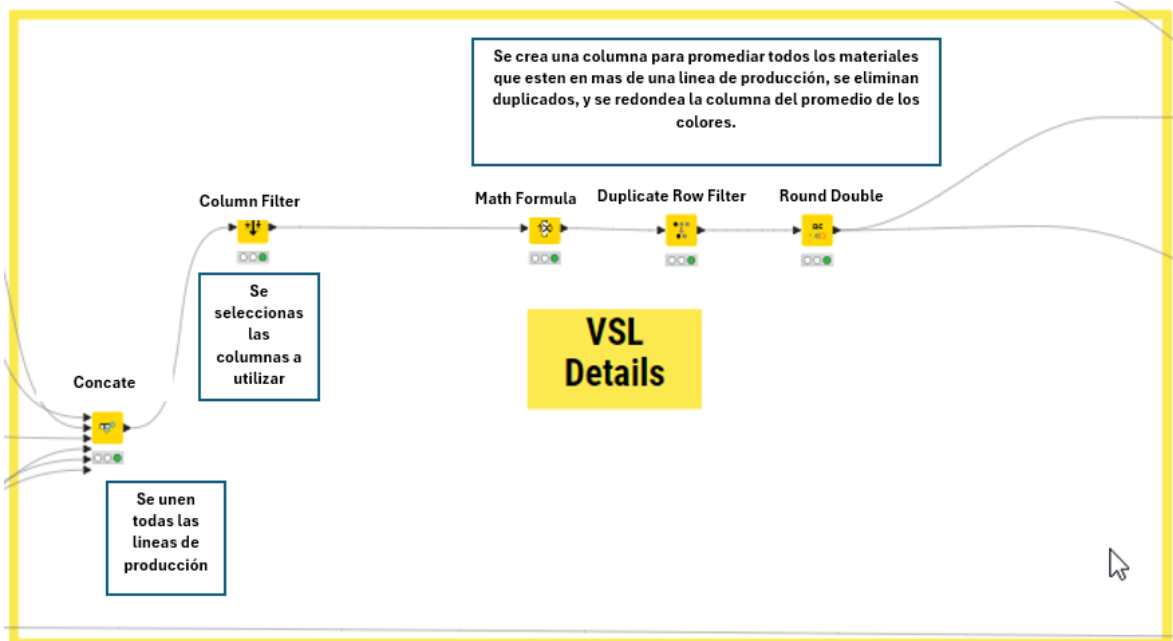 Se crea una columna para promediar todos los materiales
que esten en mas de una linea de producción, se eliminan
duplicados, y se redondea la columna del promedio de los
colores.
Column Filter
Math Formula
Duplicate Row Filter
Round Double
Se
seleccionas
las
columnas a
utilizar
VSL
Details
Concate
Se unen
todas las
lineas de
producción